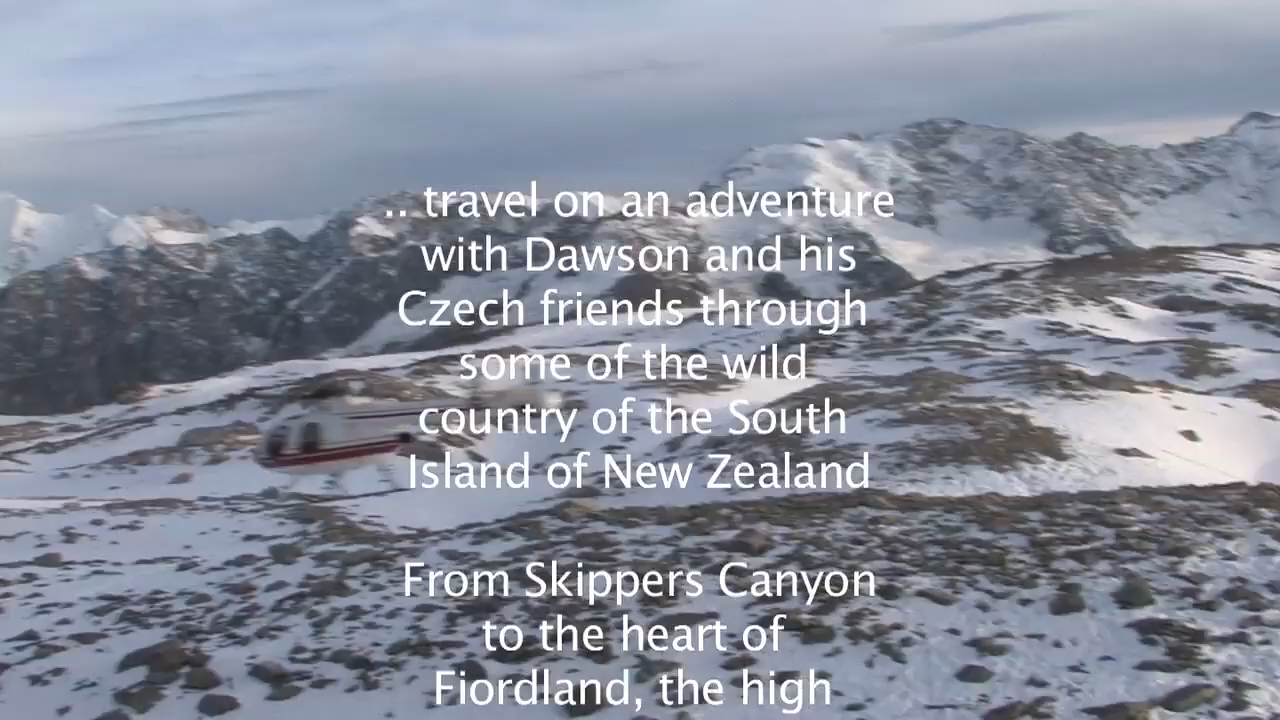 .. travel on an adventure
with Dawson and his
Czech friends through
some of the wild
country of the South
Island of New Zealand
From Skippers Canyon
to the heart of
Fiordland, the high